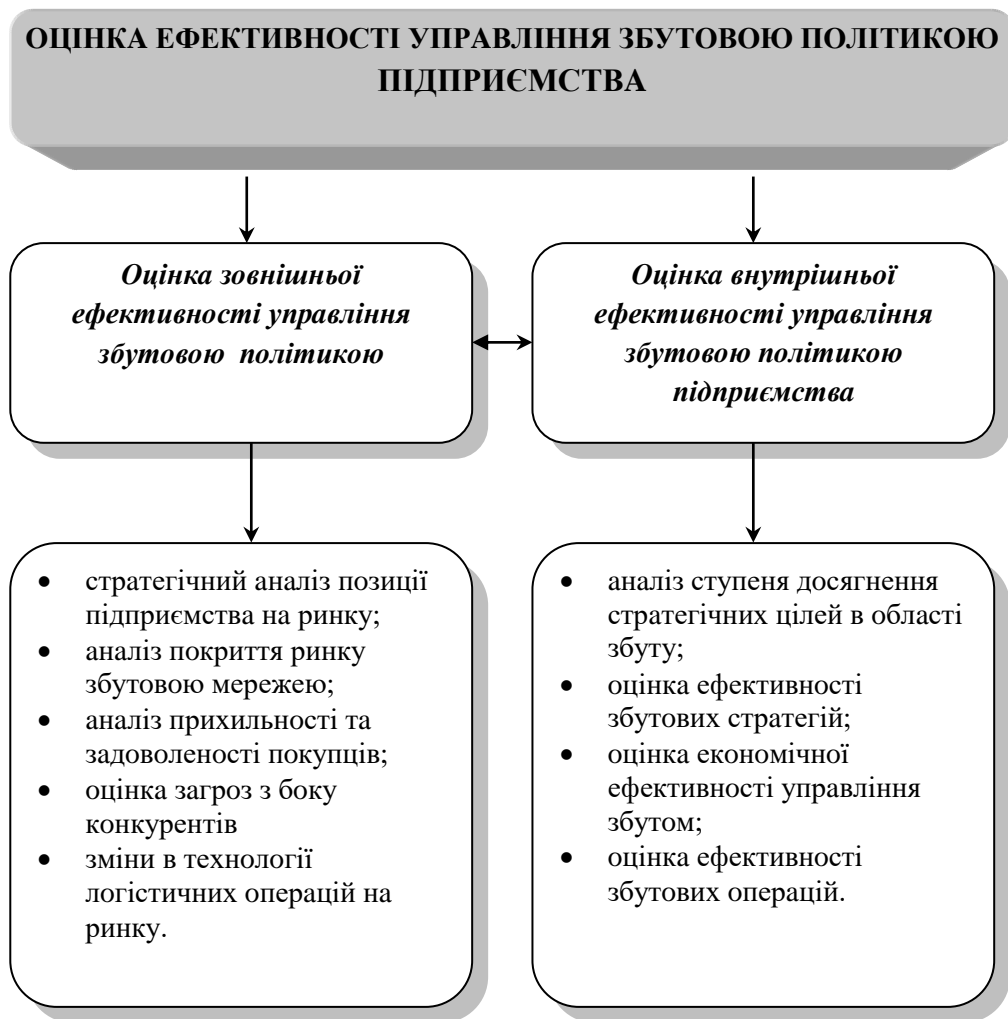 ОЦІНКА ЕФЕКТИВНОСТІ УПРАВЛІННЯ ЗБУТОВОЮ ПОЛІТИКОЮ
ПІДПРИЄМСТВА
Оцінка зовнішньої
ефективності управління
збутовою політикою
Оцінка внутрішньої
ефективності управління
збутовою політикою
підприємства
• стратегічний аналіз позиції
підприємства на ринку;
• аналіз покриття ринку
збутовою мережею;
• аналіз прихильності та
задоволеності покупців;
• оцінка загроз з боку
конкурентів
• зміни в технології
логістичних операцій на
ринку.
• аналіз ступеня досягнення
стратегічних цілей в області
збуту;
• оцінка ефективності
збутових стратегій;
• оцінка економічної
ефективності управління
збутом;
• оцінка ефективності
збутових операцій.